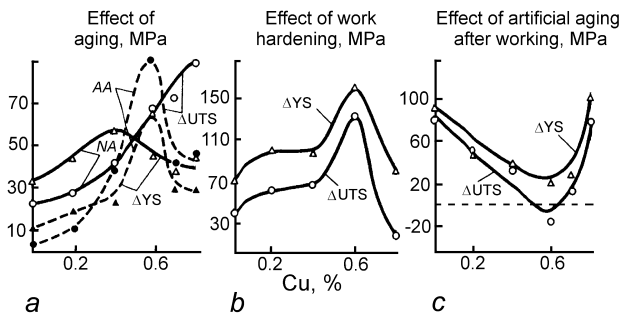 Effect of
aging, MPa
Effect of work
hardening, MPa
Effect of artificial aging
after working, MPa
70
50
30
10
AA
NA
ΔUTS
ΔYS
0.2
0.6
a
150
110
70
30
ΔYS
ΔUTS
0.2
0.6
Cu, %
b
100
60
20
-20
ΔYS
ΔUTS
0.2
0.6
c